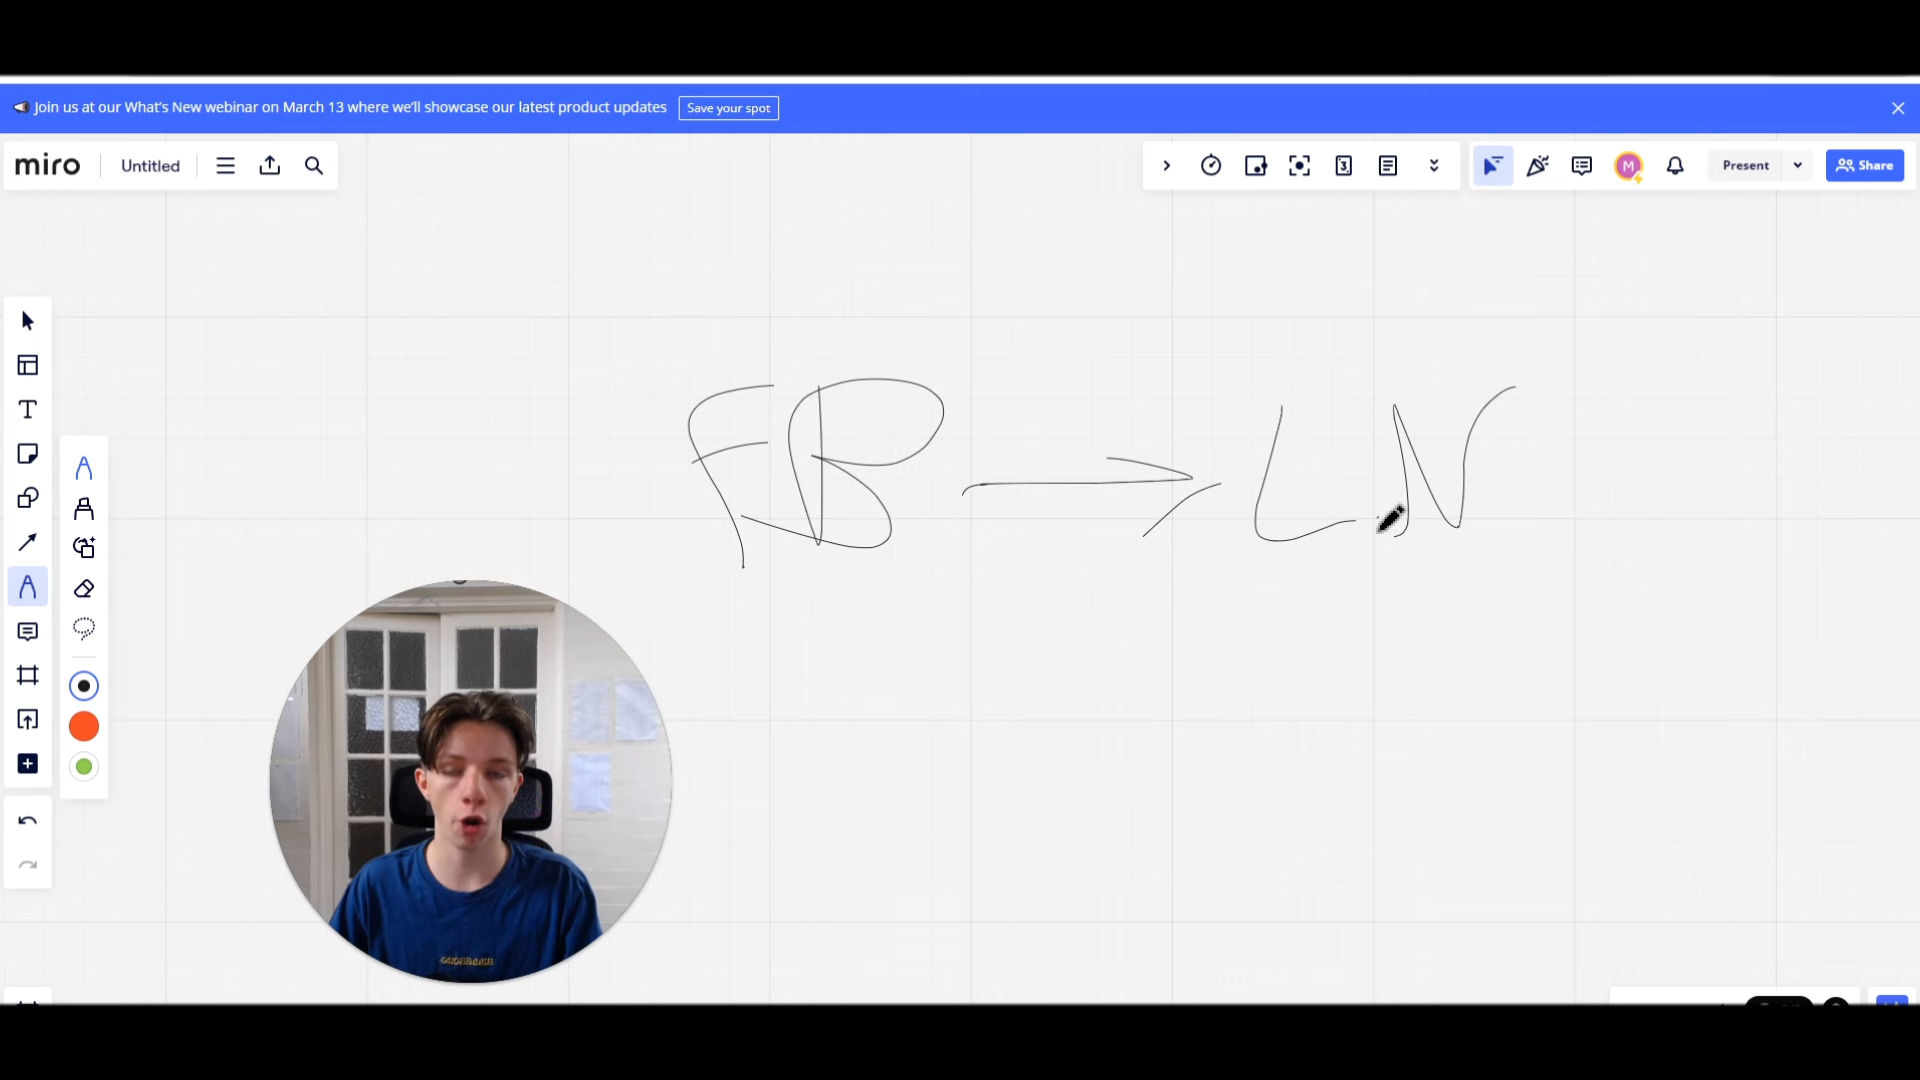 Join us at our What's New webinar on March 13 where we'll showcase our latest product updates Save your spot
miro Untitled 3 M Present Share
FB → LN